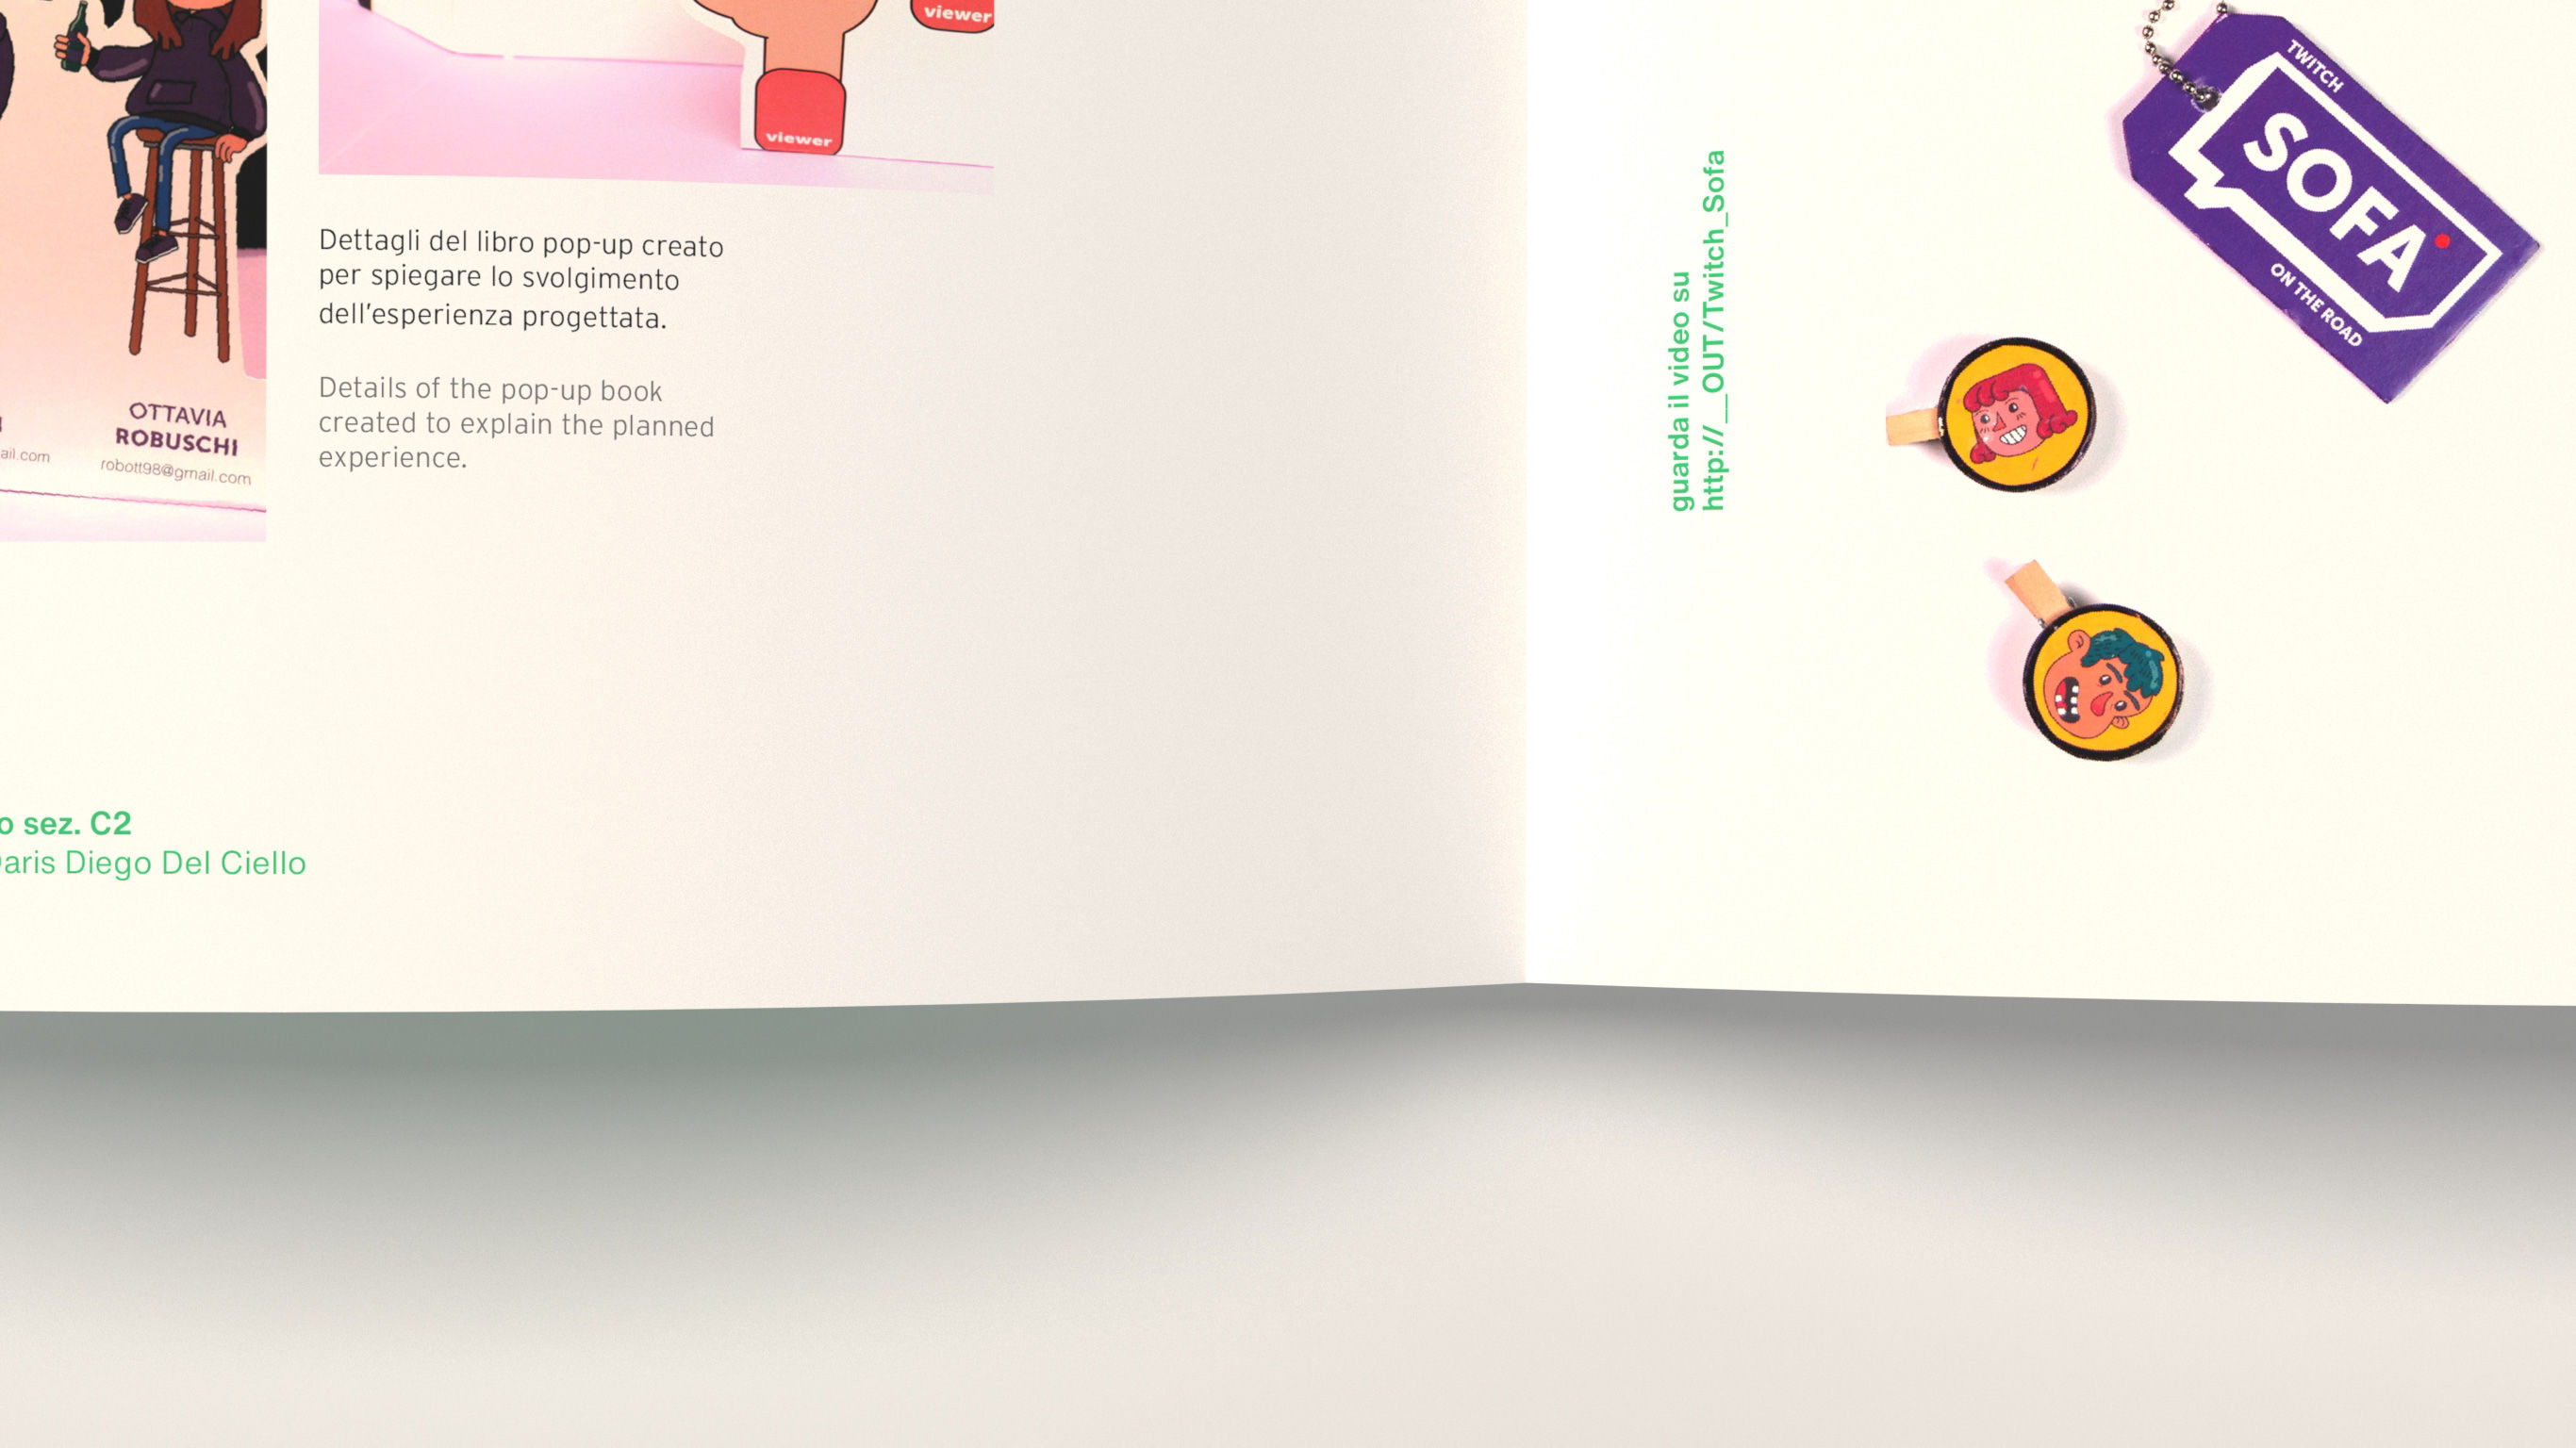 viewer
viewer
OTTAVIA
ROBUSCHI
ail.com
robott98@gmail.com
Dettagli del libro pop-up creato
per spiegare lo svolgimento
dell'esperienza progettata.
Details of the pop-up book
created to explain the planned
experience.
o sez. C2
aris Diego Del Ciello
guarda il video su
http://__OUT/Twitch_Sofa
TWITCH
SOFA
ON THE ROAD